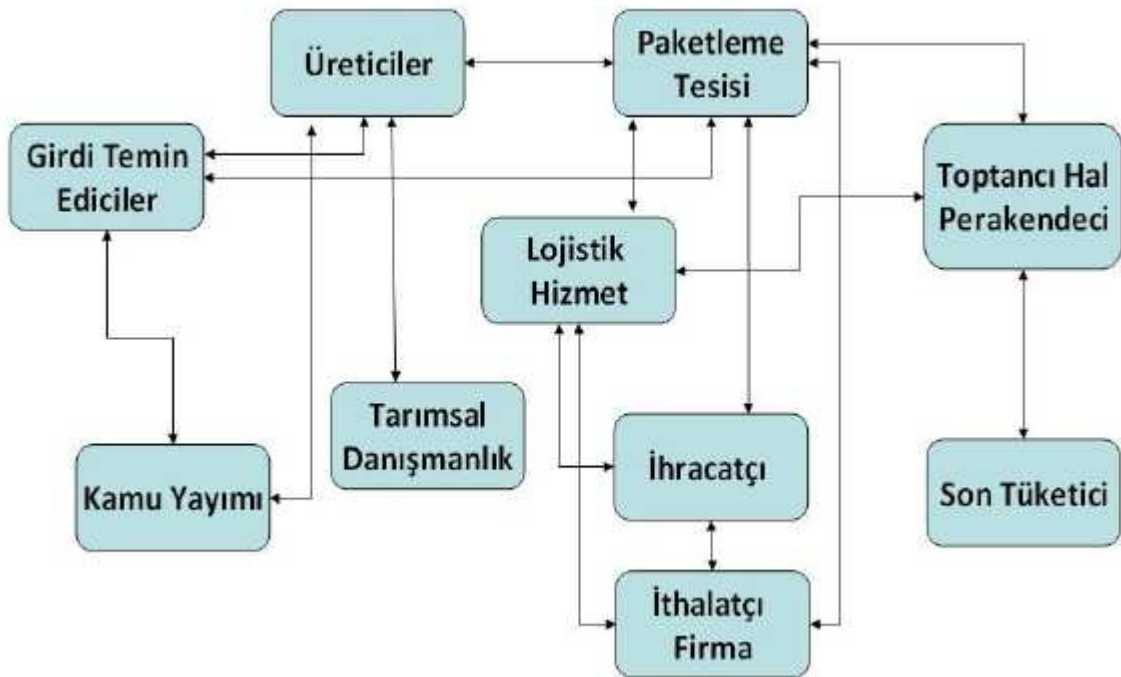 Üreticiler
Paketleme
Tesisi
Girdi Temin
Ediciler
Toptancı Hal
Perakendeci
Lojistik
Hizmet
Tarımsal
Danışmanlık
İhracatçı
Kamu Yayımı
Son Tüketici
İthalatçı
Firma